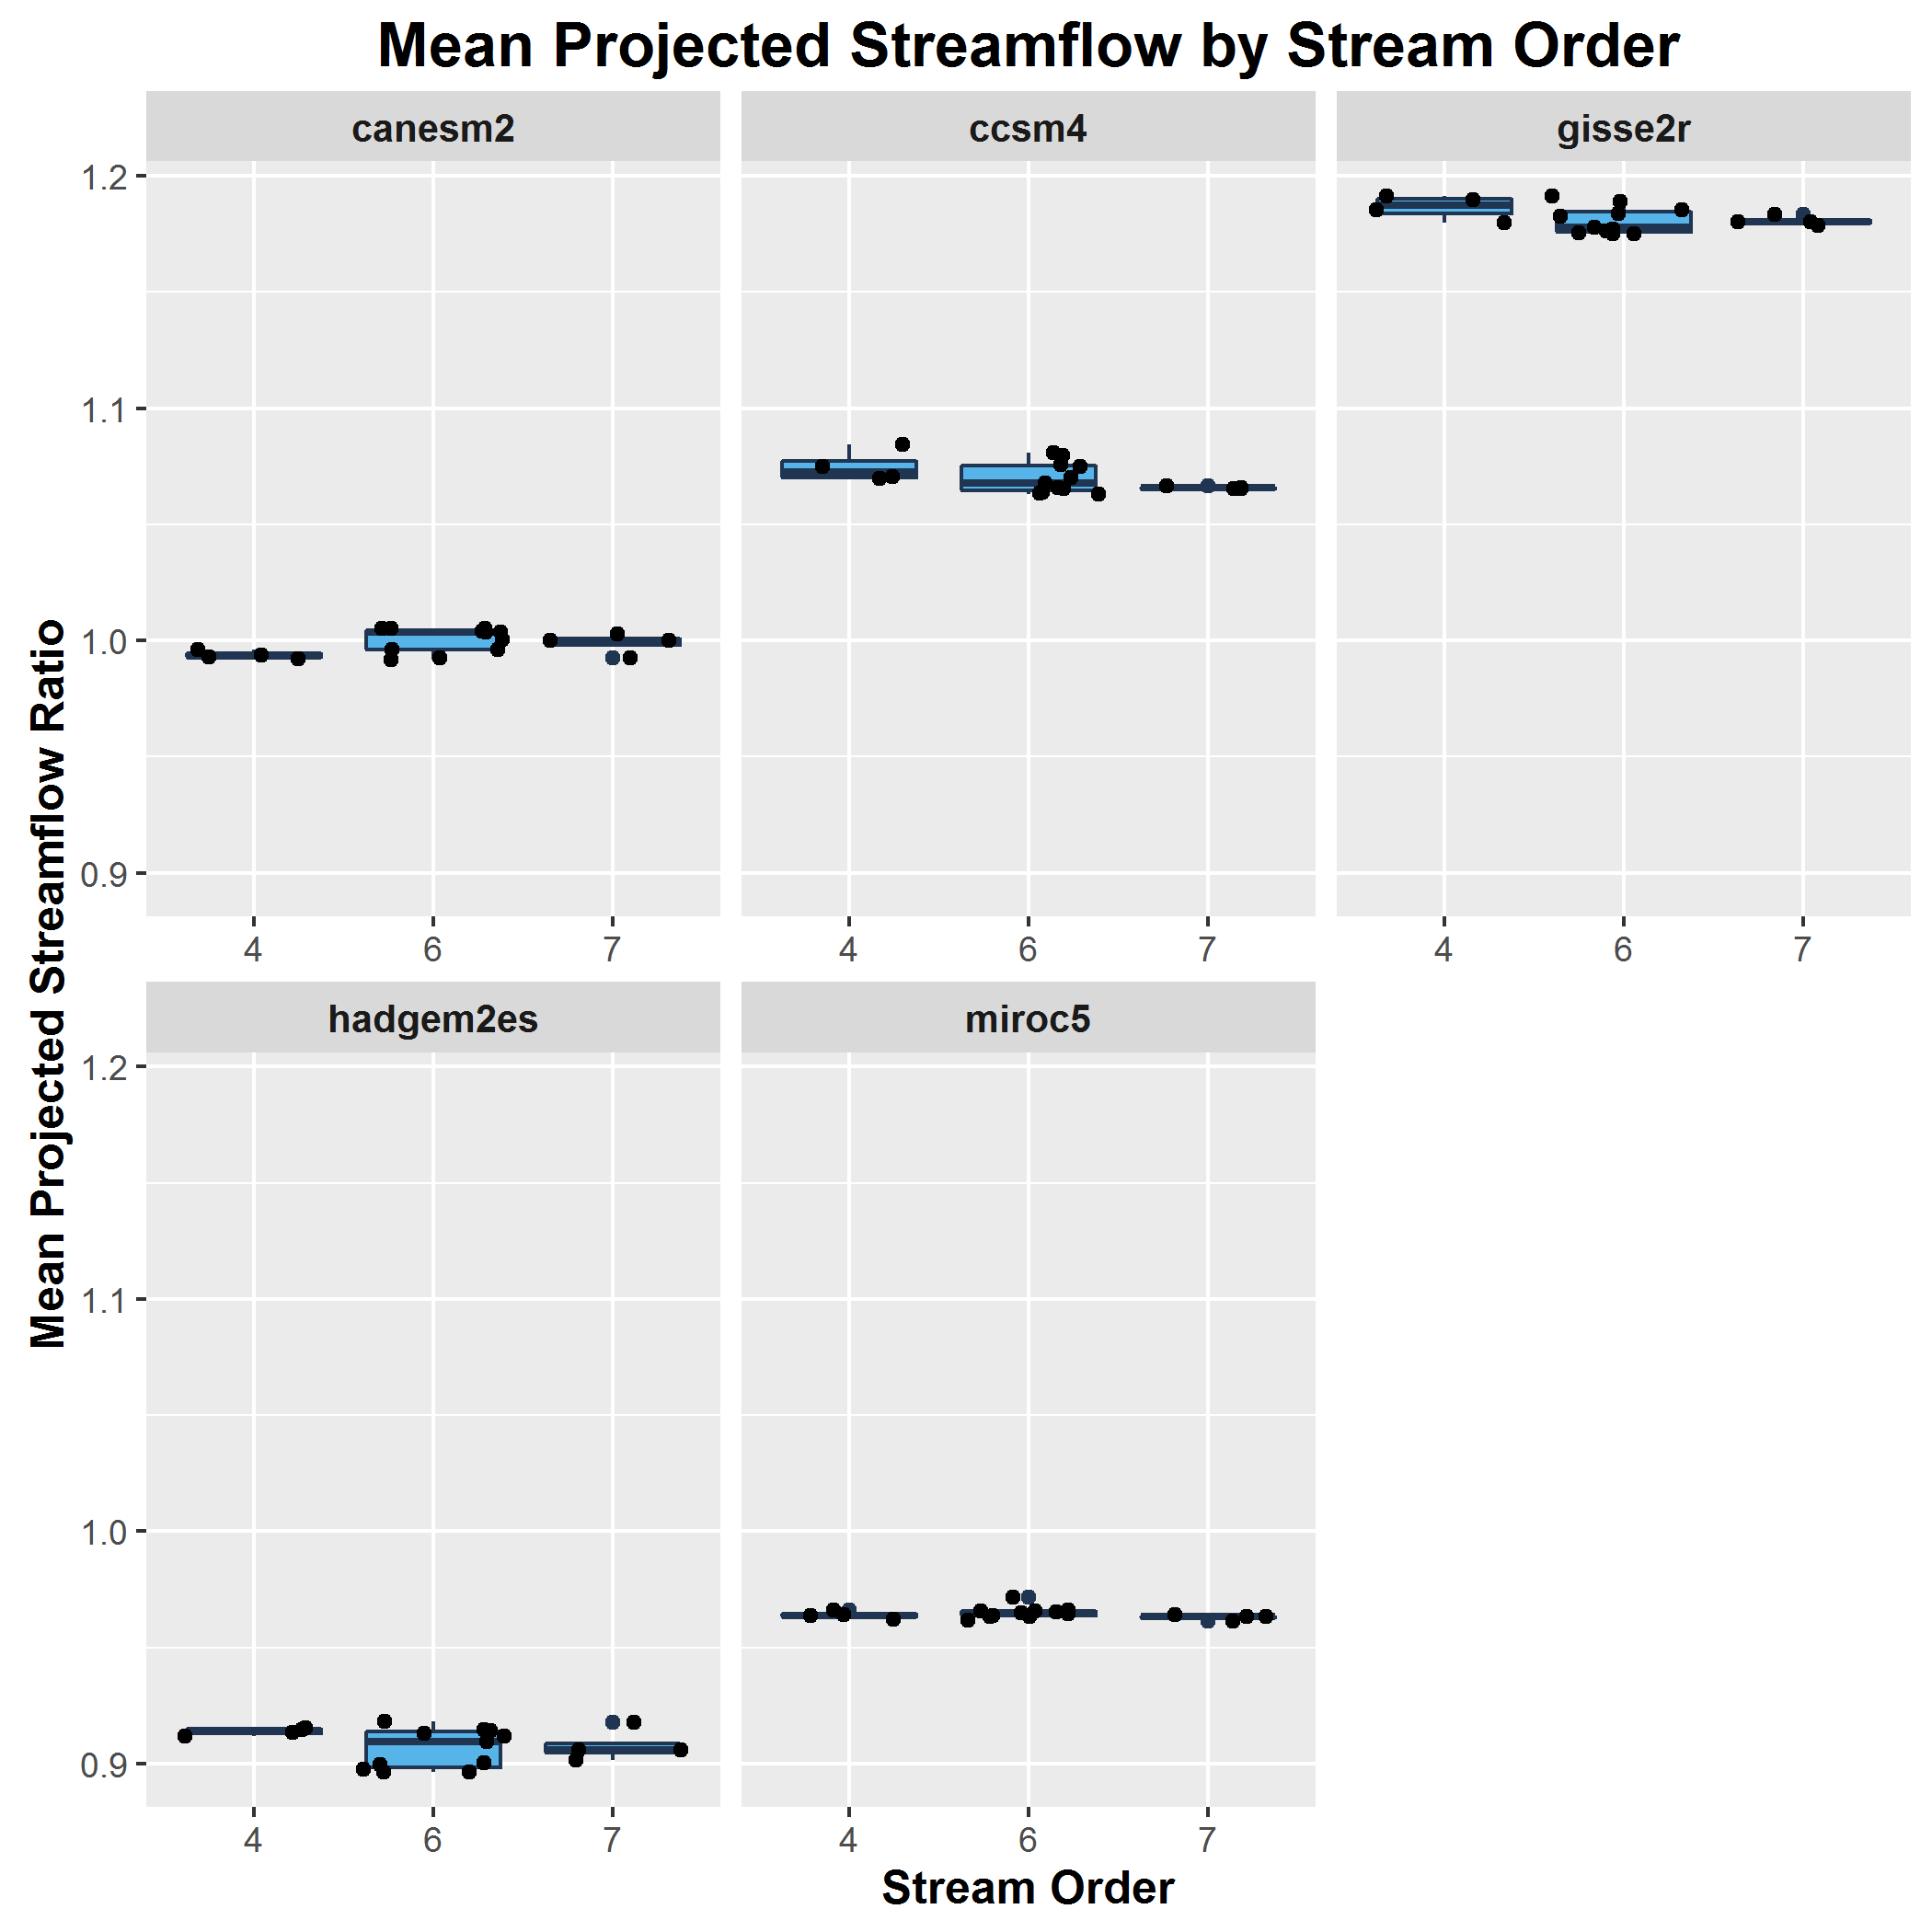 Mean Projected Streamflow by Stream Order
canesm2
ccsm4
gisse2r
1.2
1.1
1.0
0.9
4 6 7
4 6 7
4 6 7
Mean Projected Streamflow Ratio
hadgem2es
miroc5
1.2
1.1
1.0
0.9
4 6 7
4 6 7
Stream Order